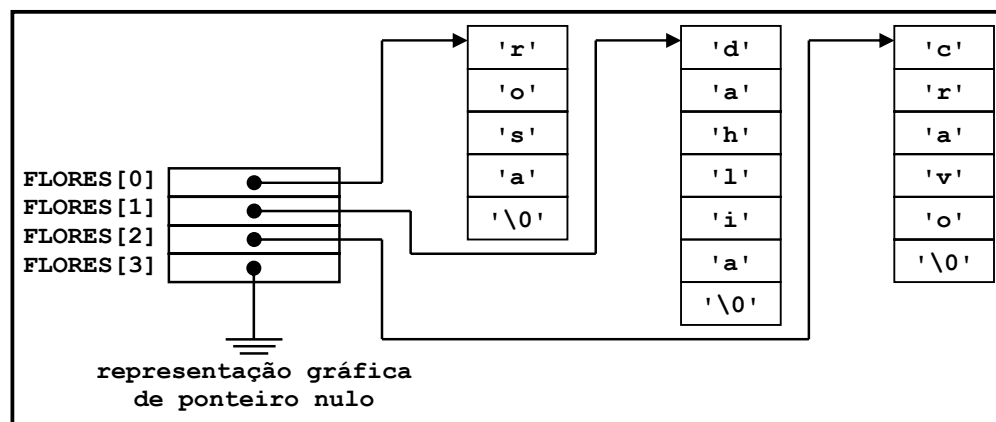 FLORES[0]
FLORES[1]
FLORES[2]
FLORES[3]
'r'
'o'
's'
'a'
'\0'
'd'
'a'
'h'
'l'
'i'
'a'
'\0'
'c'
'r'
'a'
'v'
'o'
'\0'
representação gráfica
de ponteiro nulo